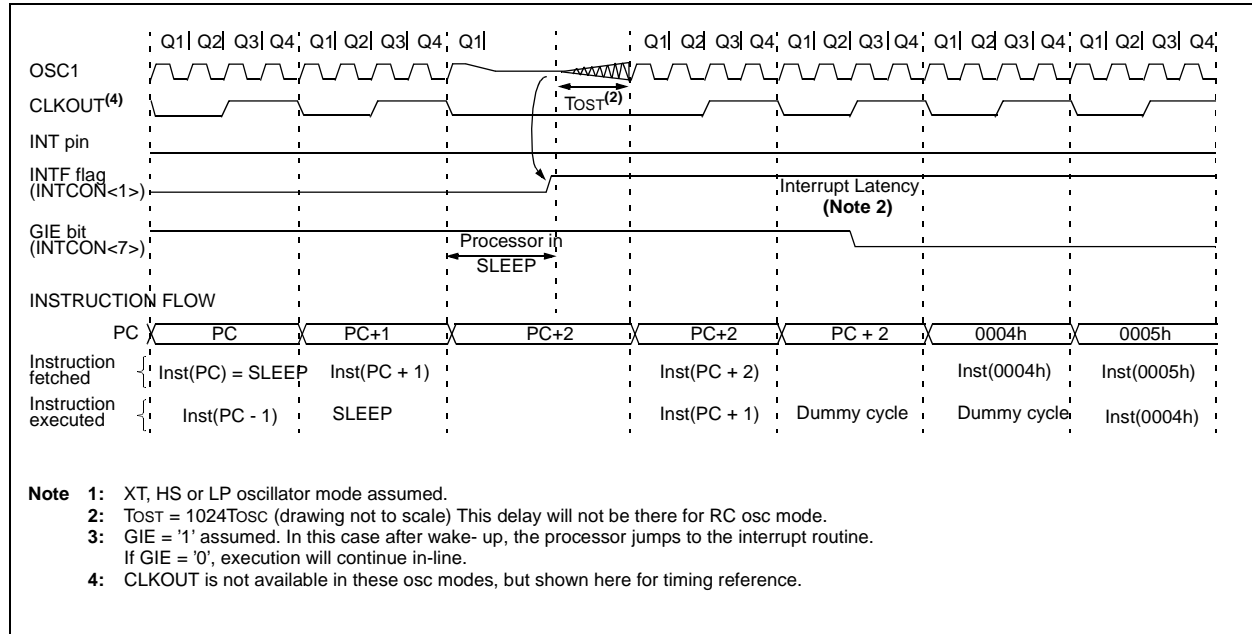 Q1 Q2 Q3 Q4 Q1 Q2 Q3 Q4 Q1 Q1 Q2 Q3 Q4 Q1 Q2 Q3 Q4 Q1 Q2 Q3 Q4 Q1 Q2 Q3 Q4
OSC1
TOST(2)
CLKOUT(4)
INT pin
INTF flag
(INTCON<1>)
Interrupt Latency
(Note 2)
GIE bit
(INTCON<7>)
Processor in
SLEEP
INSTRUCTION FLOW
PC PC PC+1 PC+2 PC+2 PC + 2 0004h 0005h
Instruction
fetched
Inst(PC) = SLEEP Inst(PC + 1) Inst(PC + 2) Inst(0004h) Inst(0005h)
Instruction
executed
Inst(PC - 1) SLEEP Inst(PC + 1) Dummy cycle Dummy cycle Inst(0004h)
Note 1: XT, HS or LP oscillator mode assumed.
2: TOST = 1024TOSC (drawing not to scale) This delay will not be there for RC osc mode.
3: GIE = '1' assumed. In this case after wake- up, the processor jumps to the interrupt routine.
If GIE = '0', execution will continue in-line.
4: CLKOUT is not available in these osc modes, but shown here for timing reference.